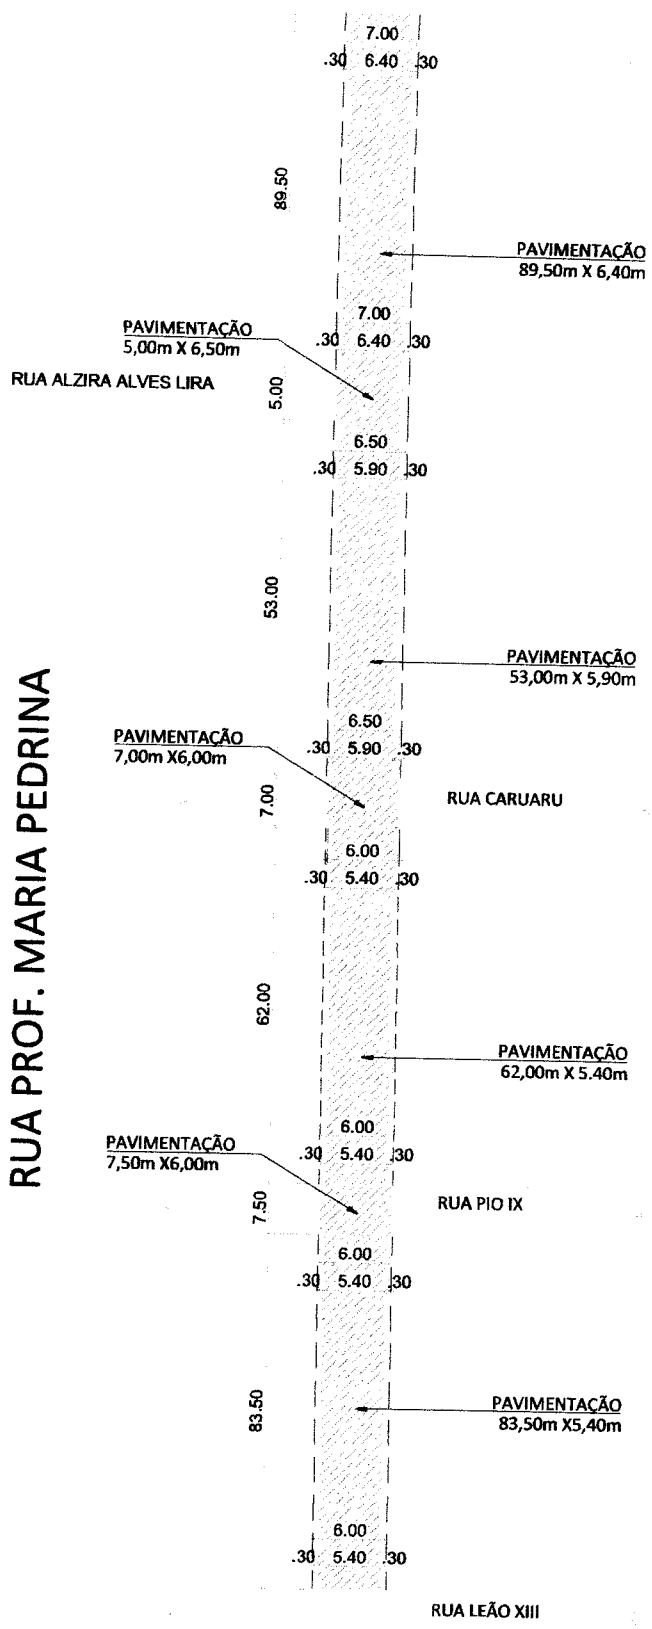 7.00
.30 6.40 .30
89.50
PAVIMENTAÇÃO
89,50m X 6,40m
7.00
.30 6.40 .30
PAVIMENTAÇÃO
5,00m X 6,50m
RUA ALZIRA ALVES LIRA
5.00
6.50
.30 5.90 .30
53.00
PAVIMENTAÇÃO
53,00m X 5,90m
6.50
.30 5.90 .30
PAVIMENTAÇÃO
7,00m X6,00m
7.00
RUA CARUARU
6.00
.30 5.40 .30
RUA PROF. MARIA PEDRINA
62.00
PAVIMENTAÇÃO
62,00m X 5.40m
6.00
.30 5.40 .30
PAVIMENTAÇÃO
7,50m X6,00m
7.50
RUA PIO IX
6.00
.30 5.40 .30
83.50
PAVIMENTAÇÃO
83,50m X5,40m
6.00
.30 5.40 .30
RUA LEÃO XIII